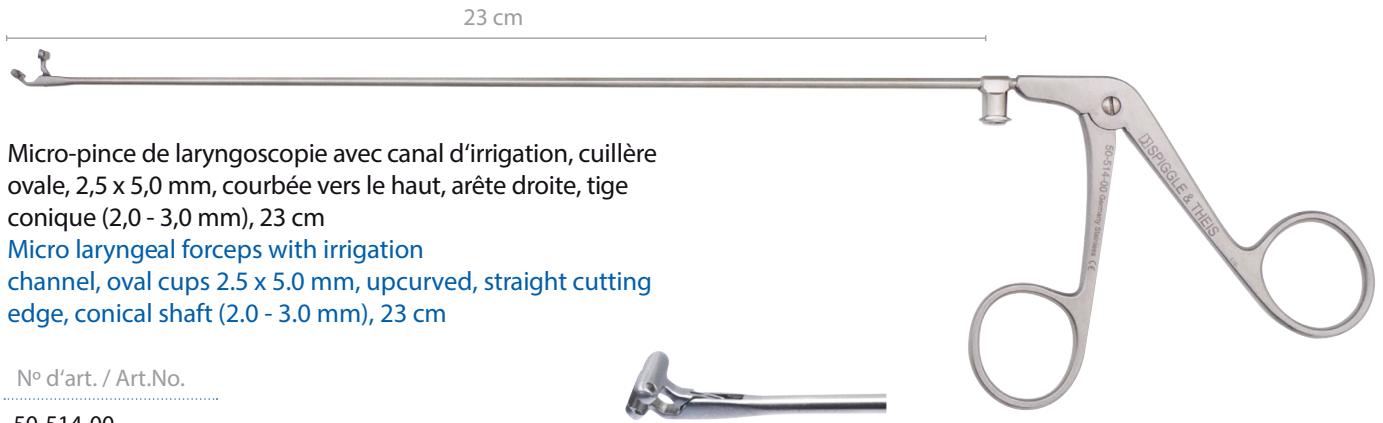 23 cm
Micro-pince de laryngoscopie avec canal d‘irrigation, cuillère
ovale, 2,5 x 5,0 mm, courbée vers le haut, arête droite, tige
conique (2,0 - 3,0 mm), 23 cm
Micro laryngeal forceps with irrigation
channel, oval cups 2.5 x 5.0 mm, upcurved, straight cutting
edge, conical shaft (2.0 - 3.0 mm), 23 cm
Nº d‘art. / Art.No.
50-514-00
50-514-00 Germany Stainless CE
SPIGGLE & THEIS